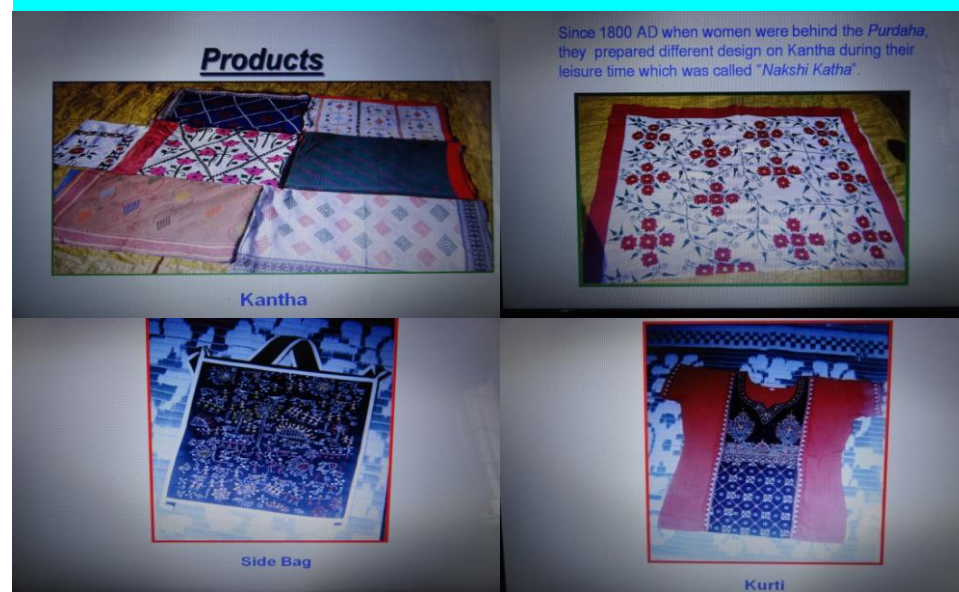 Products
Kantha
Since 1800 AD when women were behind the Purdaha,
they prepared different design on Kantha during their
leisure time which was called "Nakshi Katha".
Side Bag
Kurti